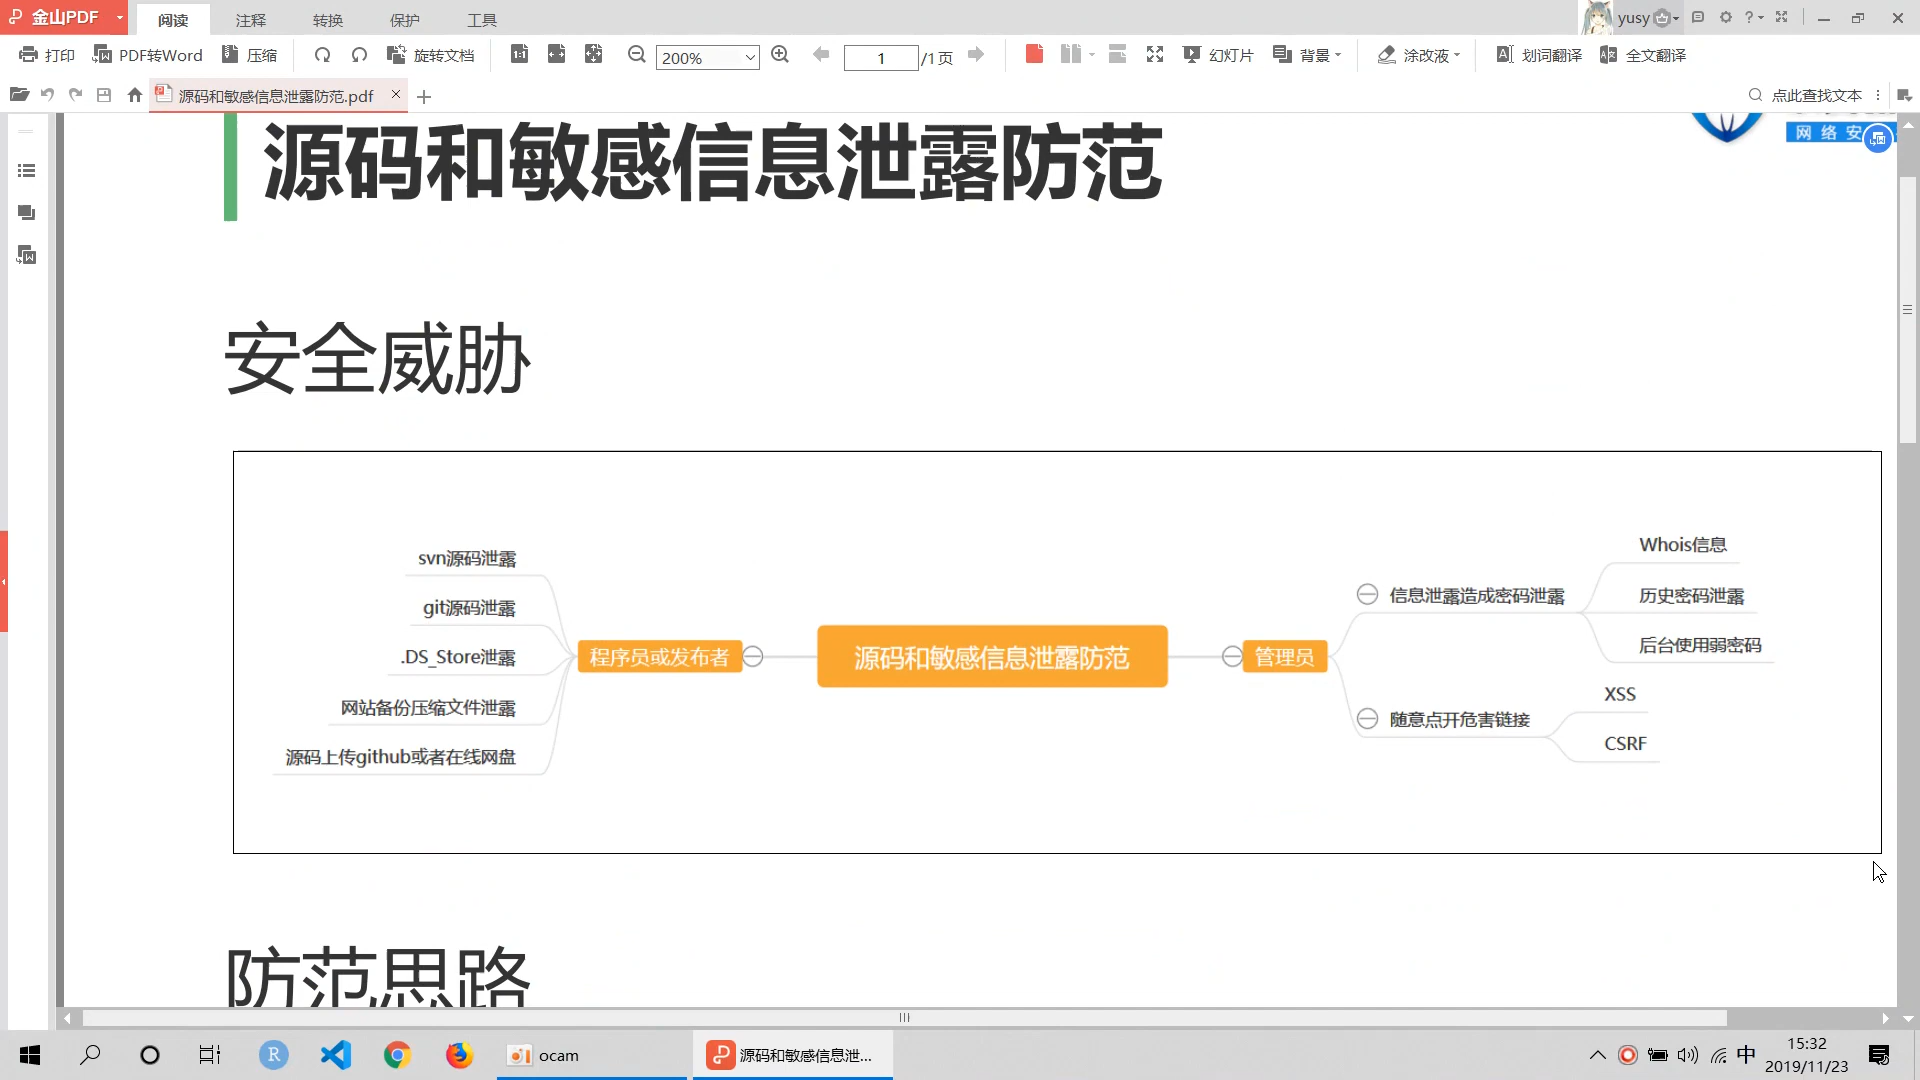 金山PDF
阅读
注释
转换
保护
工具
yusy
打印
PDF转Word
压缩
旋转文档
1:1
200%
1
/1页
幻灯片
背景
涂改液
划词翻译
全文翻译
源码和敏感信息泄露防范.pdf
点此查找文本
源码和敏感信息泄露防范
网络安
安全威胁
svn源码泄露
git源码泄露
.DS_Store泄露
网站备份压缩文件泄露
源码上传github或者在线网盘
程序员或发布者
源码和敏感信息泄露防范
管理员
信息泄露造成密码泄露
Whois信息
历史密码泄露
后台使用弱密码
随意点开危害链接
XSS
CSRF
防范思路
ocam
源码和敏感信息泄...
中
15:32
2019/11/23